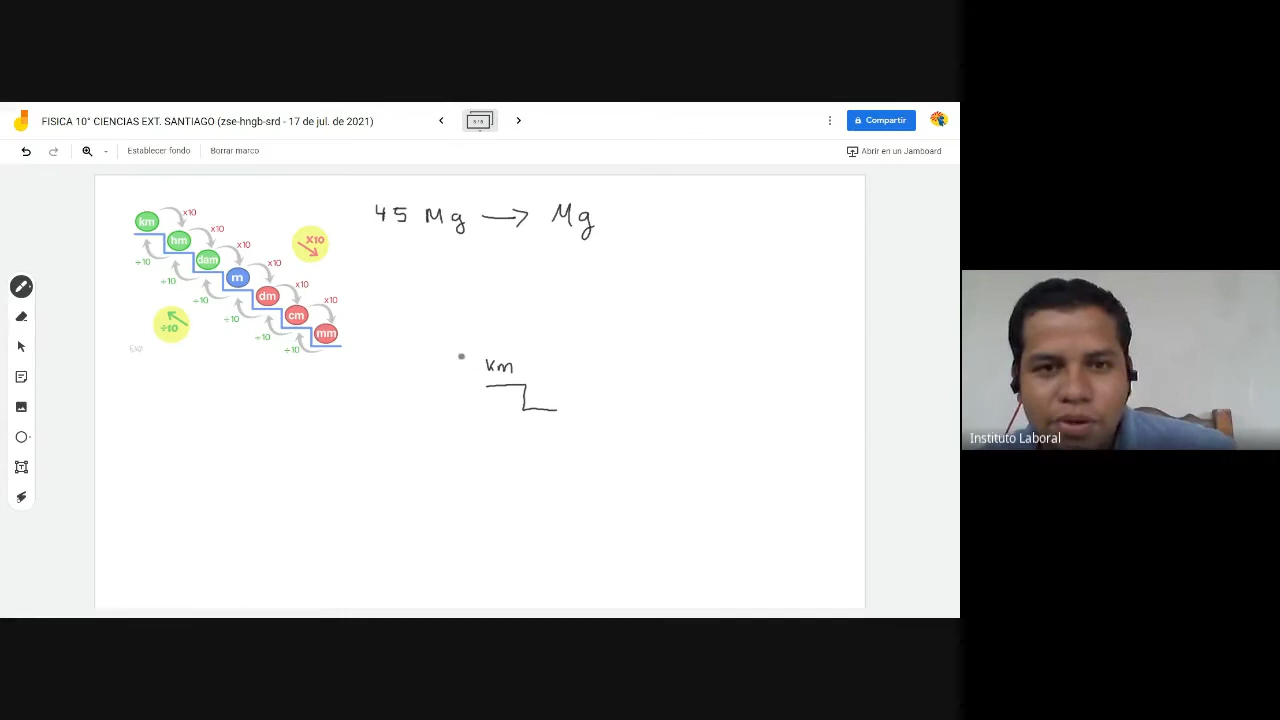 FISICA 10° CIENCIAS EXT. SANTIAGO (zse-hngb-srd - 17 de jul. de 2021)
5/5
Compartir
Establecer fondo
Borrar marco
Abrir en un Jamboard
45 Mg → Mg
km
x10
hm
x10
dam
x10
m
x10
dm
x10
cm
x10
mm
÷10
÷10
÷10
÷10
÷10
÷10
x10
÷10
km
Instituto Laboral